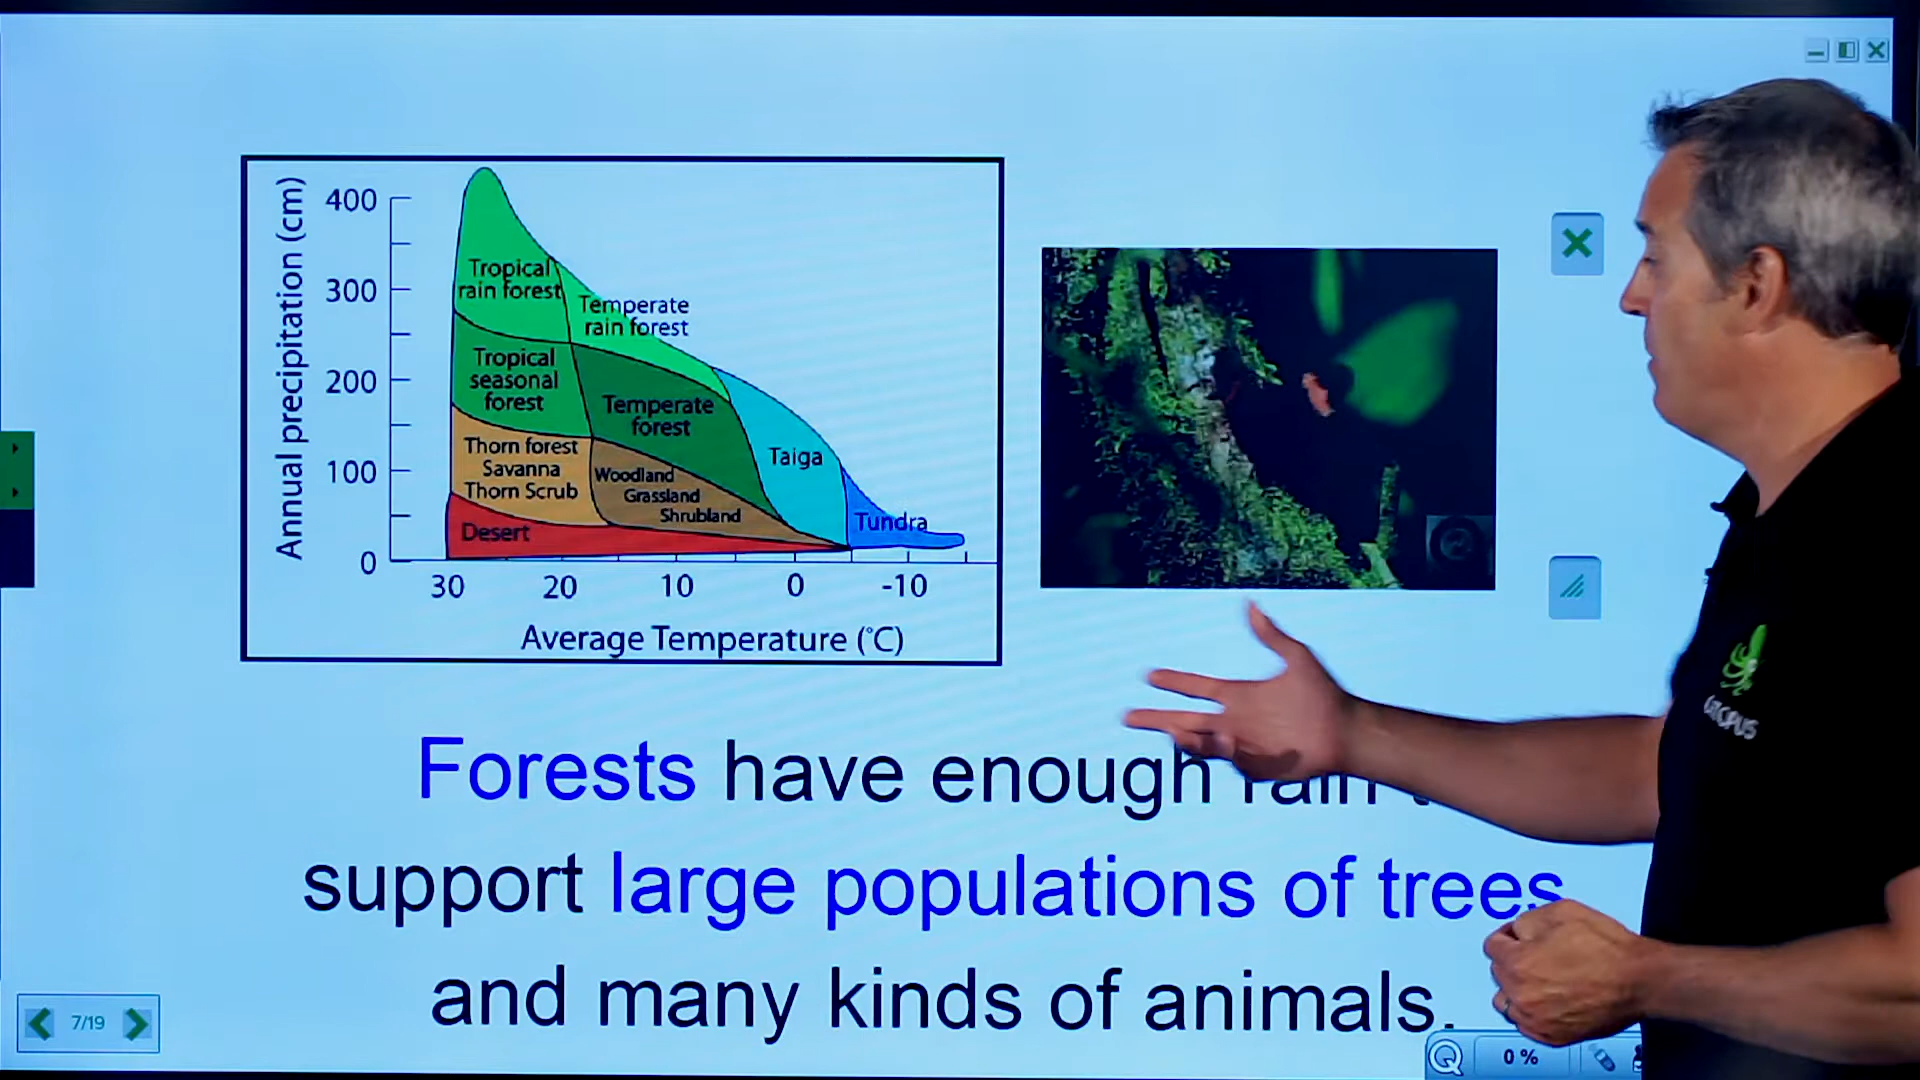 Annual precipitation (cm)
400
300
200
100
0
Tropical
rain forest
Temperate
rain forest
Tropical
seasonal
forest
Temperate
forest
Thorn forest
Savanna
Thorn Scrub
Woodland
Grassland
Shrubland
Taiga
Desert
Tundra
30 20 10 0 -10
Average Temperature (°C)
Forests have enough rain
support large populations of trees
and many kinds of animals.
7/19
0 %